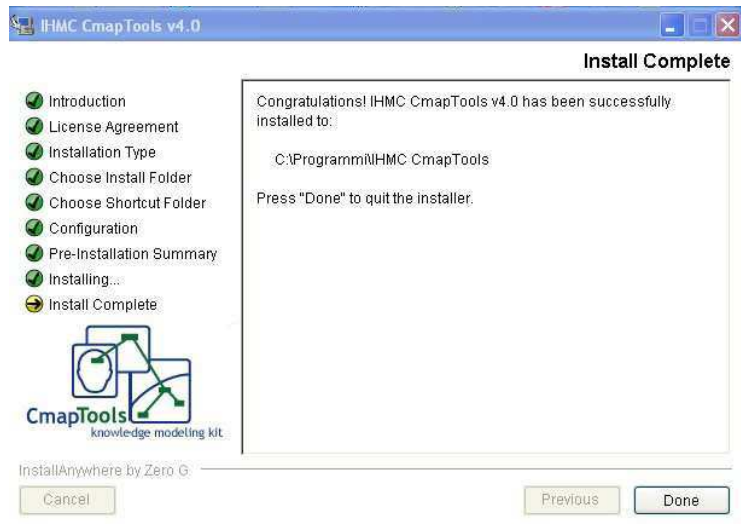 IHMC CmapTools v4.0
Install Complete
Introduction
License Agreement
Installation Type
Choose Install Folder
Choose Shortcut Folder
Configuration
Pre-Installation Summary
Installing...
Install Complete
Congratulations! IHMC CmapTools v4.0 has been successfully
installed to:
C:\Programmi\IHMC CmapTools
Press "Done" to quit the installer.
CmapTools
knowledge modeling kit
InstallAnywhere by Zero G
Cancel
Previous
Done